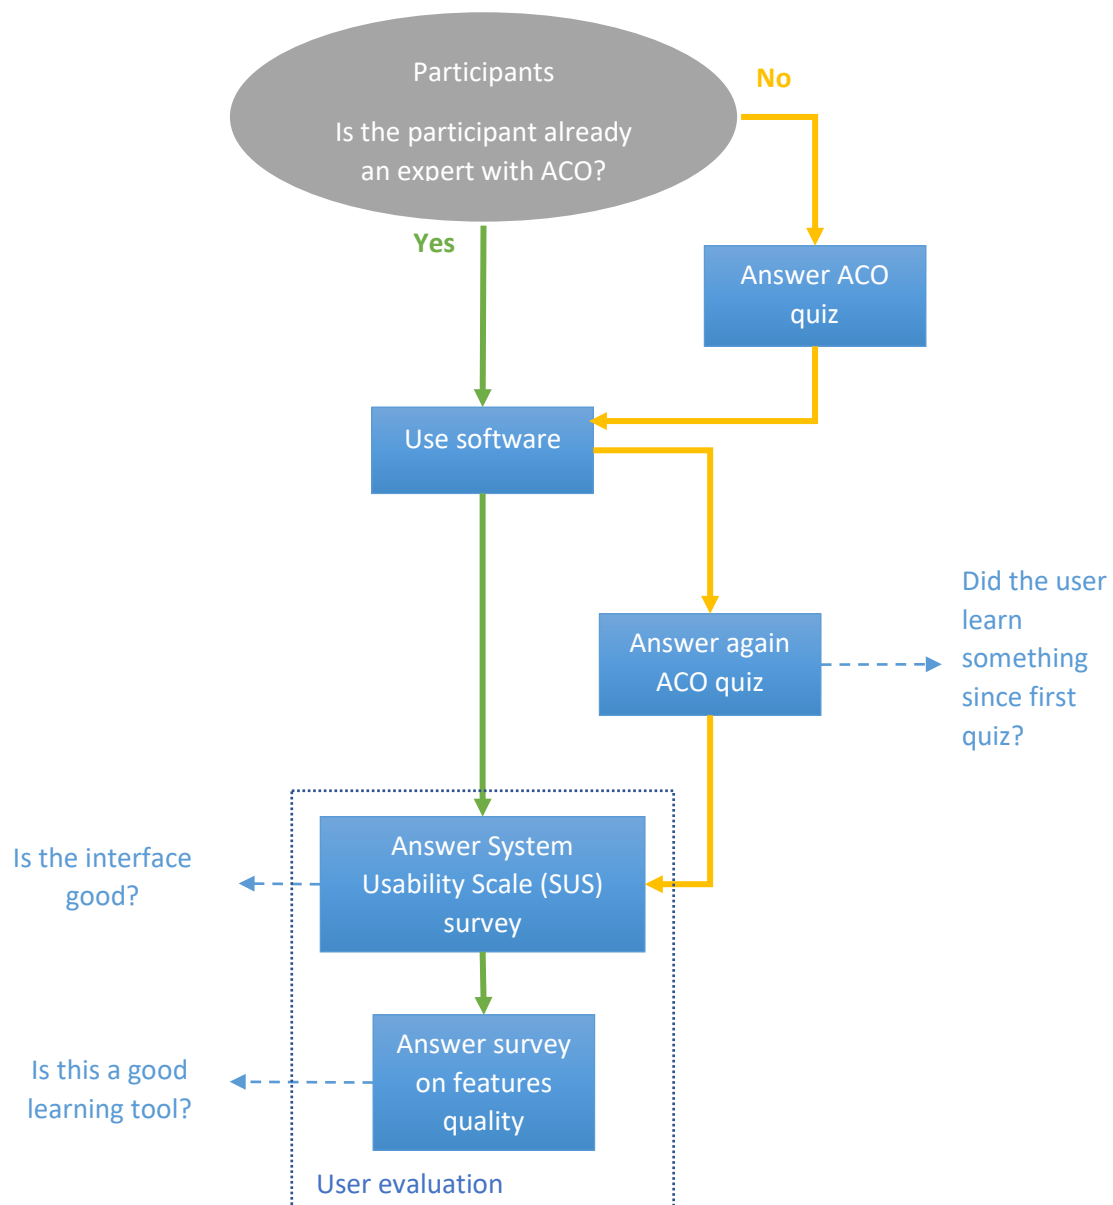 Participants
No
Is the participant already
an expert with ACO?
Yes
Answer ACO
quiz
Use software
Did the user
learn
something
since first
quiz?
Answer again
ACO quiz
Answer System
Usability Scale (SUS)
survey
Is the interface
good?
Answer survey
on features
quality
Is this a good
learning tool?
User evaluation